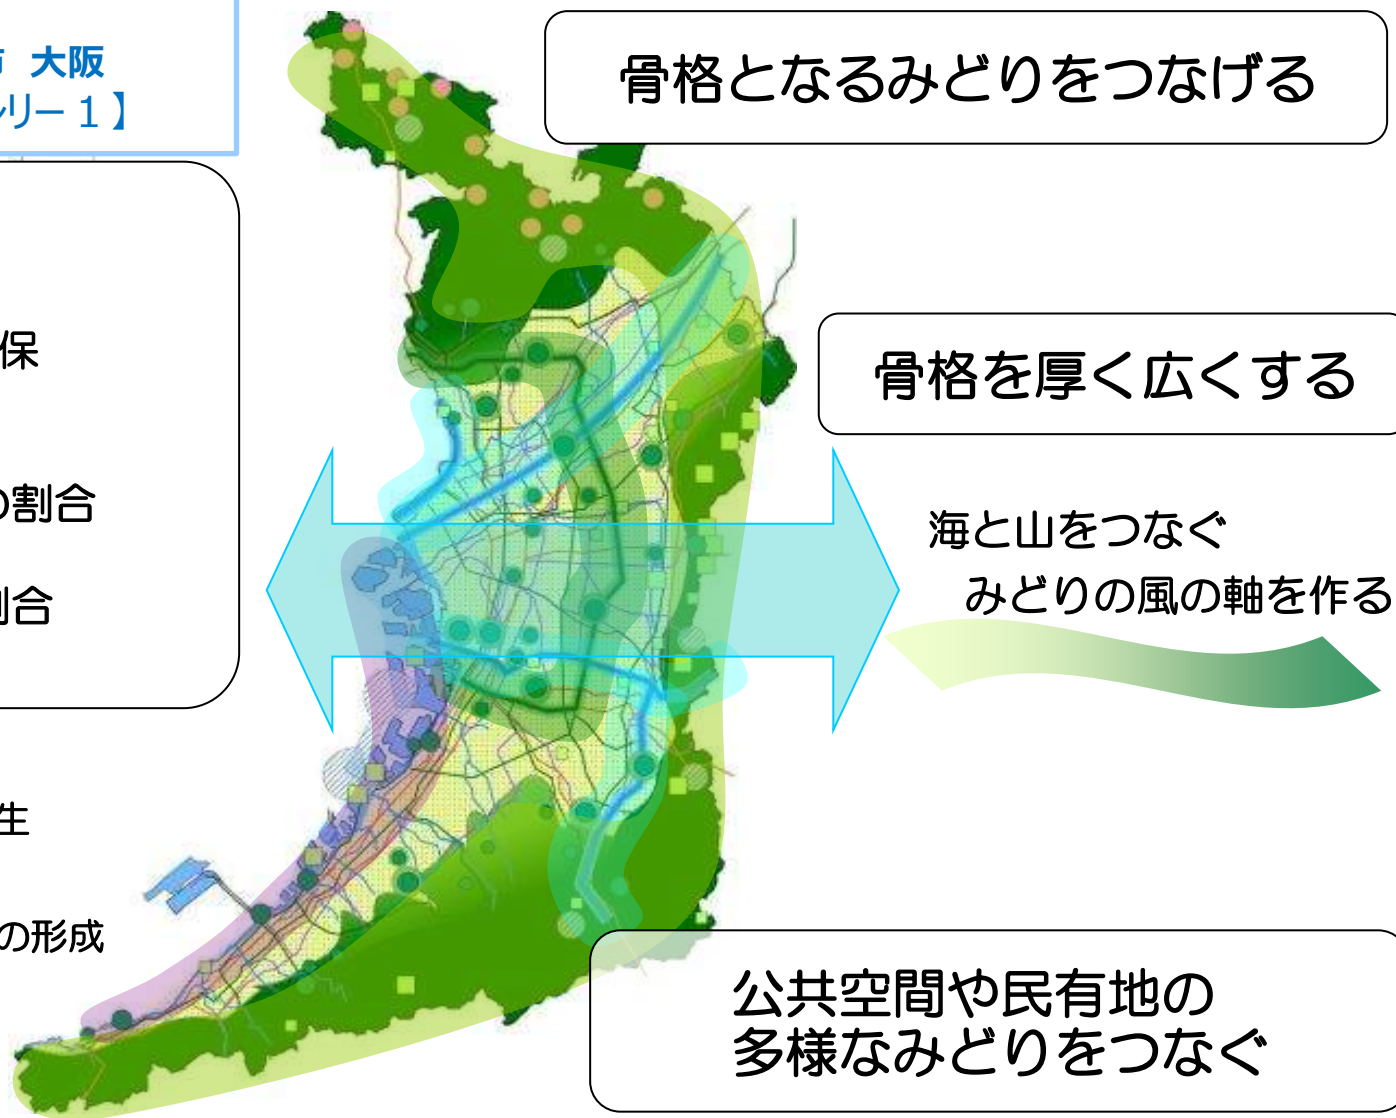 大阪
リー 1 】
骨格となるみどりをつなげる
保
の割合
割合
骨格を厚く広くする
海と山をつなぐ
みどりの風の軸を作る
生
の形成
公共空間や民有地の
多様なみどりをつなぐ